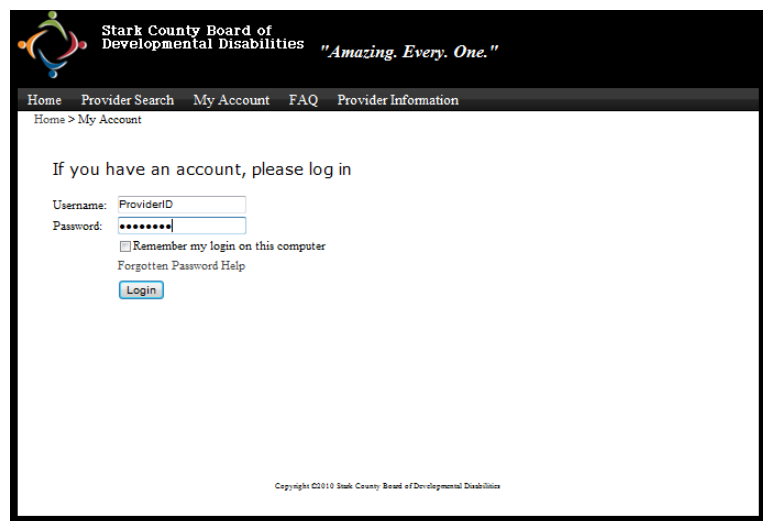 Stark County Board of
Developmental Disabilities
"Amazing. Every. One."
Home Provider Search My Account FAQ Provider Information
Home > My Account
If you have an account, please log in
Username: ProviderID
Password: ••••••••
Remember my login on this computer
Forgotten Password Help
Login
Copyright ©2010 Stark County Board of Developmental Disabilities